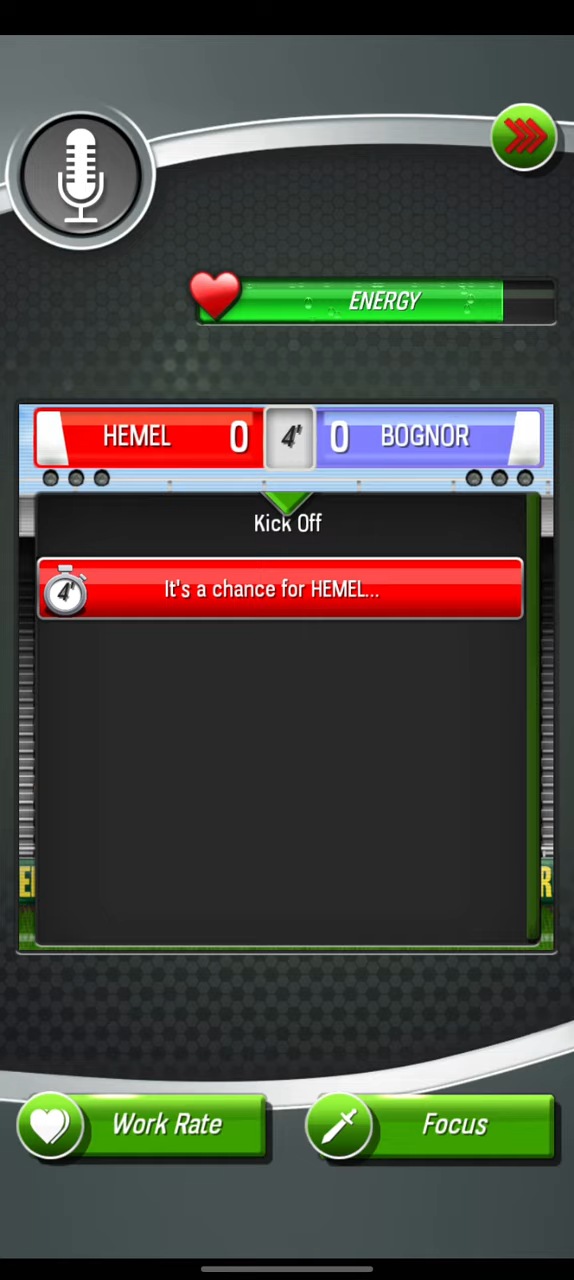 ENERGY
HEMEL 0 4' 0 BOGNOR
Kick Off
4' It's a chance for HEMEL...
Work Rate
Focus